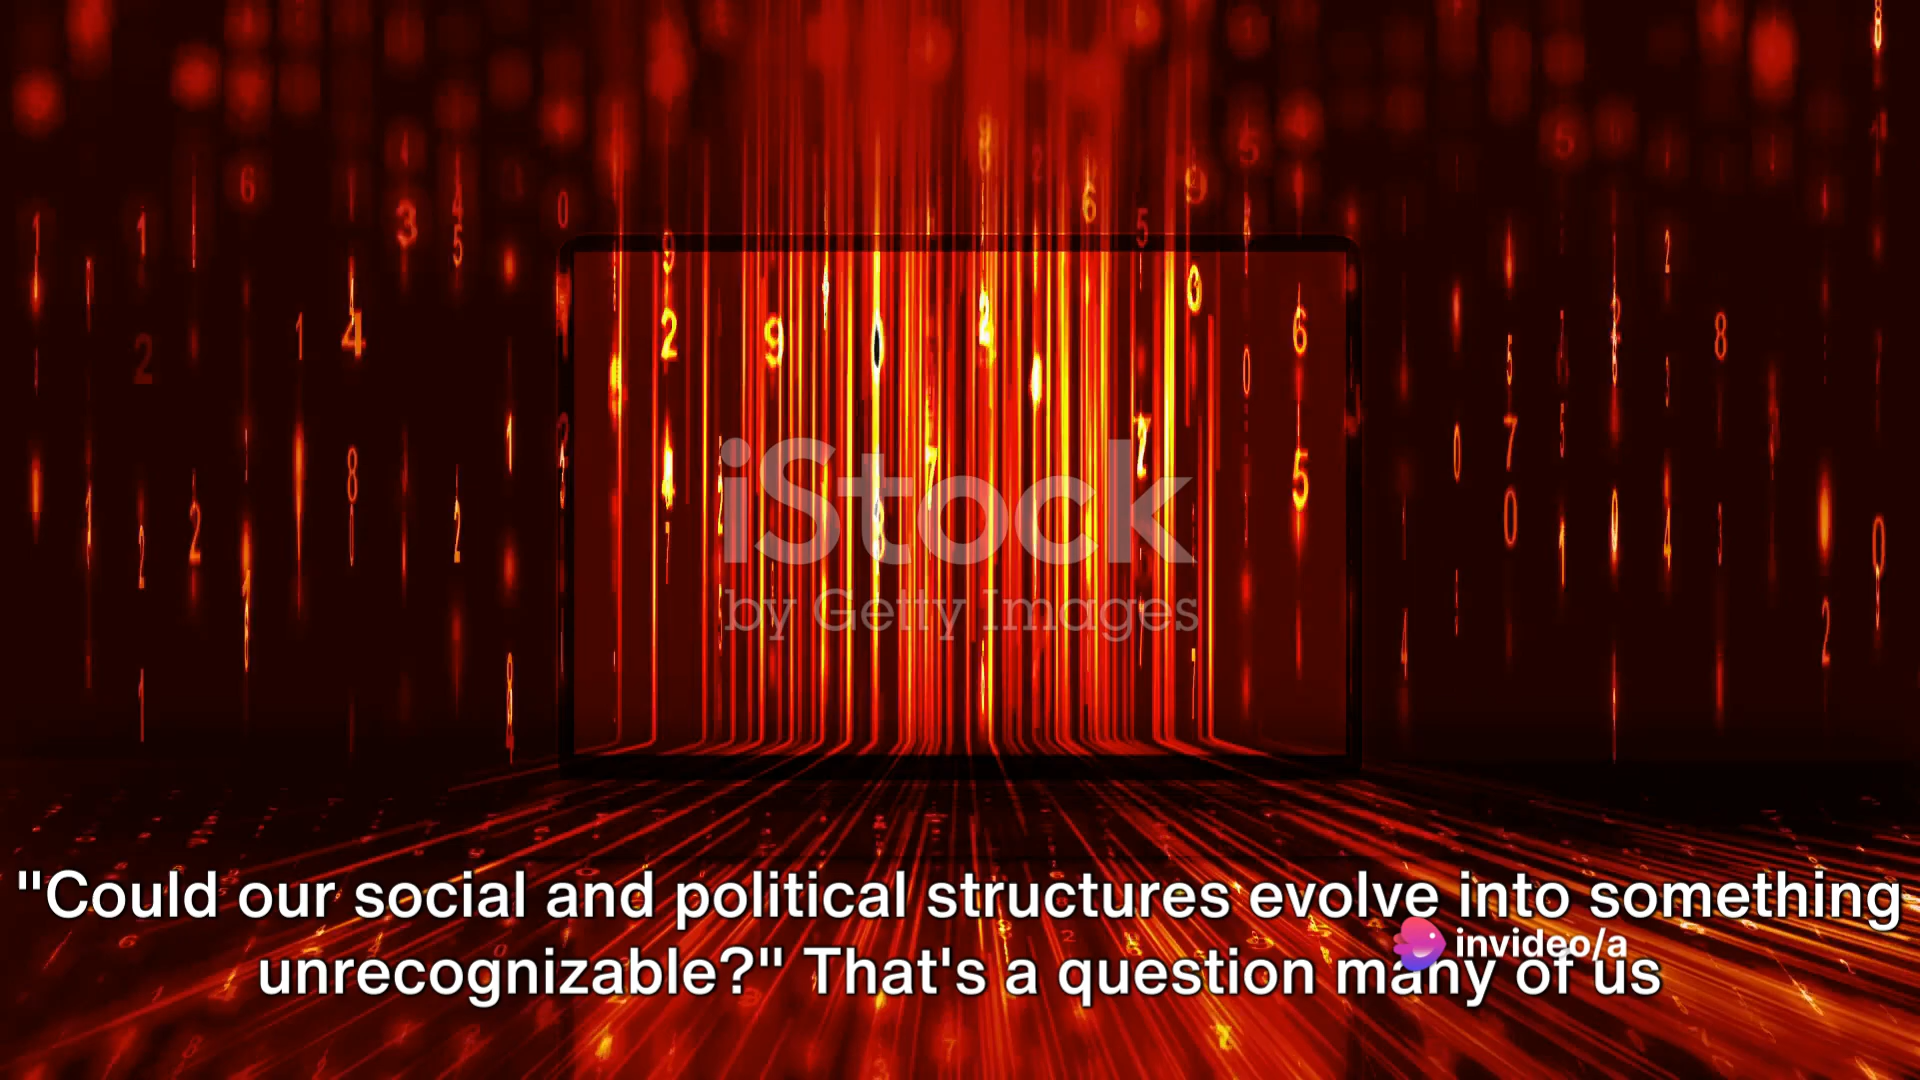 iStock
by Getty Images
"Could our social and political structures evolve into something
invideo/a
unrecognizable?" That's a question many of us